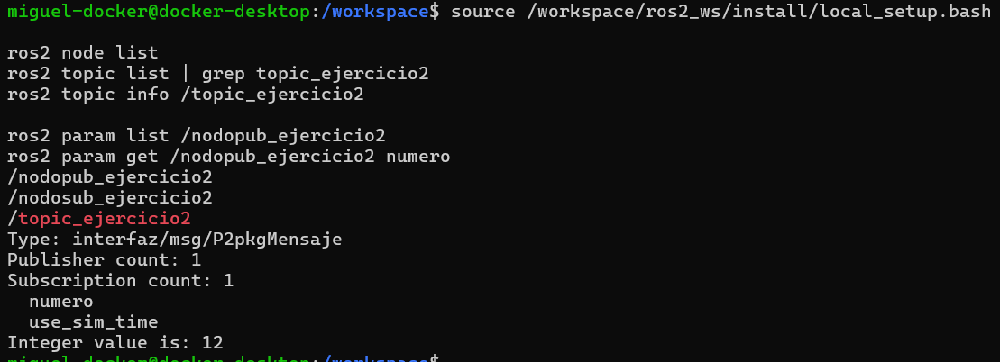 miguel-docker@docker-desktop:/workspace$ source /workspace/ros2_ws/install/local_setup.bash
ros2 node list
ros2 topic list | grep topic_ejercicio2
ros2 topic info /topic_ejercicio2
ros2 param list /nodopub_ejercicio2
ros2 param get /nodopub_ejercicio2 numero
/nodopub_ejercicio2
/nodosub_ejercicio2
/topic_ejercicio2
Type: interfaz/msg/P2pkgMensaje
Publisher count: 1
Subscription count: 1
  numero
  use_sim_time
Integer value is: 12
miguel-docker@docker-desktop:/workspace$